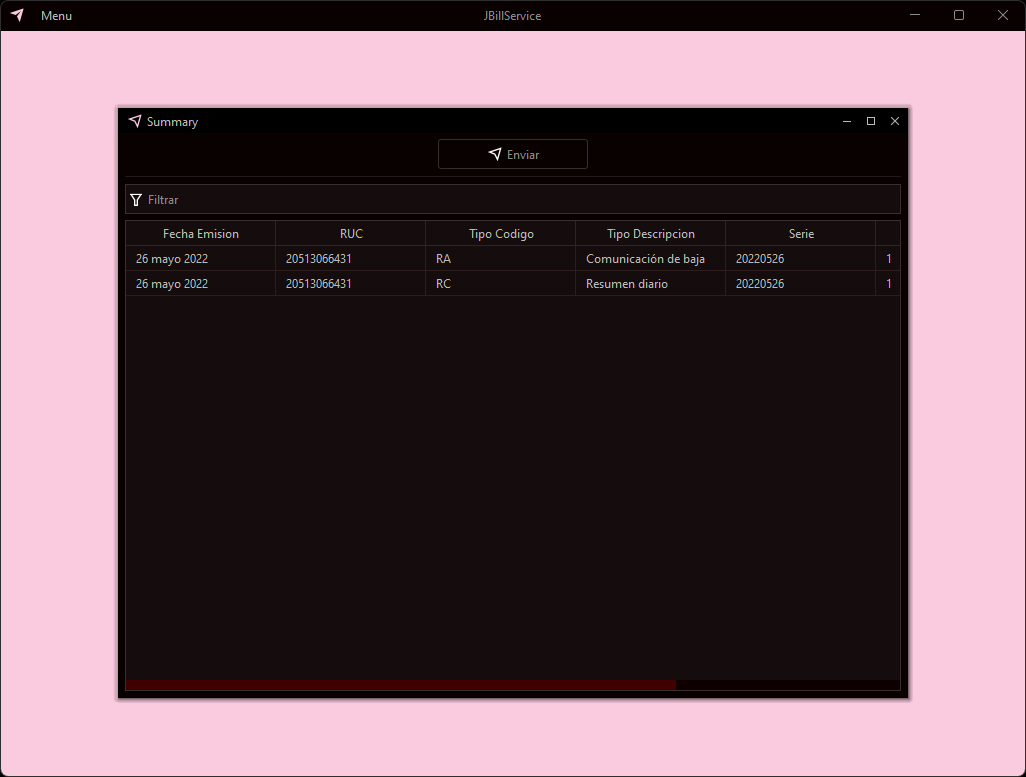 Menu JBillService
Summary
Enviar
Filtrar
Fecha Emision RUC Tipo Codigo Tipo Descripcion Serie
26 mayo 2022 20513066431 RA Comunicación de baja 20220526 1
26 mayo 2022 20513066431 RC Resumen diario 20220526 1